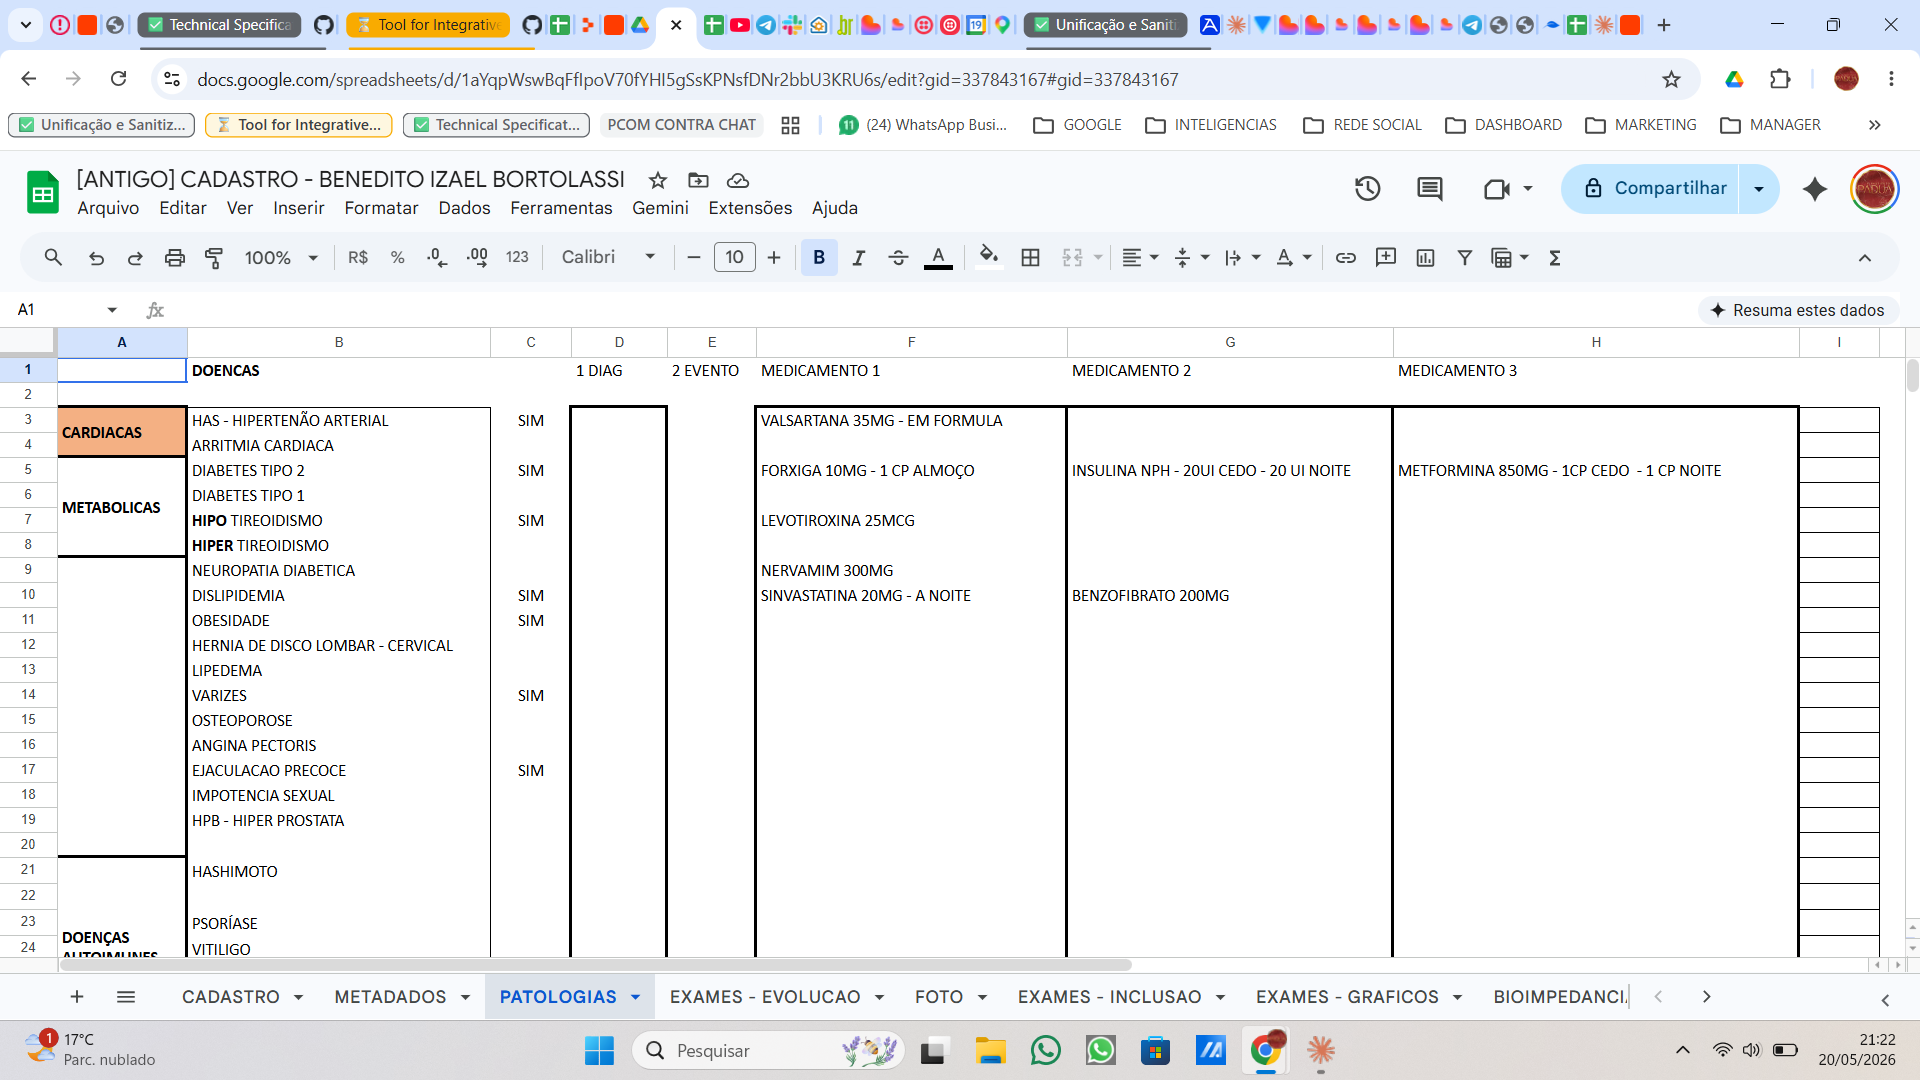 Technical Specifica
Tool for Integrative
Unificação e Saniti
docs.google.com/spreadsheets/d/1aYqpWswBqFfIpoV70fYHI5gSsKPNsfDNr2bbU3KRU6s/edit?gid=337843167#gid=337843167
Unificação e Sanitiz...
Tool for Integrative...
Technical Specificat...
PCOM CONTRA CHAT
(24) WhatsApp Busi...
GOOGLE
INTELIGENCIAS
REDE SOCIAL
DASHBOARD
MARKETING
MANAGER
[ANTIGO] CADASTRO - BENEDITO IZAEL BORTOLASSI
Arquivo Editar Ver Inserir Formatar Dados Ferramentas Gemini Extensões Ajuda
Compartilhar
100% R$ % .0 .00 123 Calibri 10 B
A1
Resuma estes dados
A B C D E F G H I
1 DOENCAS 1 DIAG 2 EVENTO MEDICAMENTO 1 MEDICAMENTO 2 MEDICAMENTO 3
2
3 HAS - HIPERTENÃO ARTERIAL SIM VALSARTANA 35MG - EM FORMULA
CARDIACAS
4 ARRITMIA CARDIACA
5 DIABETES TIPO 2 SIM FORXIGA 10MG - 1 CP ALMOÇO INSULINA NPH - 20UI CEDO - 20 UI NOITE METFORMINA 850MG - 1CP CEDO - 1 CP NOITE
6 DIABETES TIPO 1
METABOLICAS
7 HIPO TIREOIDISMO SIM LEVOTIROXINA 25MCG
8 HIPER TIREOIDISMO
9 NEUROPATIA DIABETICA NERVAMIM 300MG
10 DISLIPIDEMIA SIM SINVASTATINA 20MG - A NOITE BENZOFIBRATO 200MG
11 OBESIDADE SIM
12 HERNIA DE DISCO LOMBAR - CERVICAL
13 LIPEDEMA
14 VARIZES SIM
15 OSTEOPOROSE
16 ANGINA PECTORIS
17 EJACULACAO PRECOCE SIM
18 IMPOTENCIA SEXUAL
19 HPB - HIPER PROSTATA
20
21 HASHIMOTO
22
23 PSORÍASE
DOENÇAS
24 VITILIGO
AUTOIMUNES
CADASTRO METADADOS PATOLOGIAS EXAMES - EVOLUCAO FOTO EXAMES - INCLUSAO EXAMES - GRAFICOS BIOIMPEDANCI
1
17°C
Parc. nublado
Pesquisar
21:22
20/05/2026